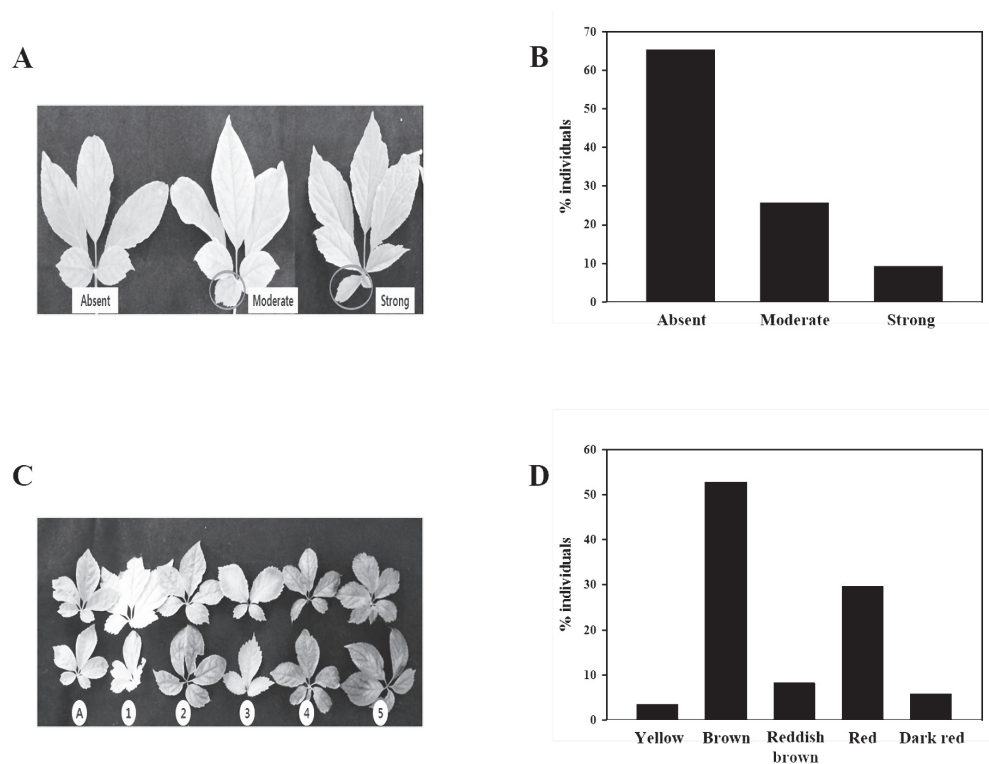 A
Absent
Moderate
Strong
B
70
60
50
40
30
20
10
0
% individuals
Absent Moderate Strong
C
A 1 2 3 4 5
D
60
50
40
30
20
10
0
% individuals
Yellow Brown Reddish Red Dark red
brown